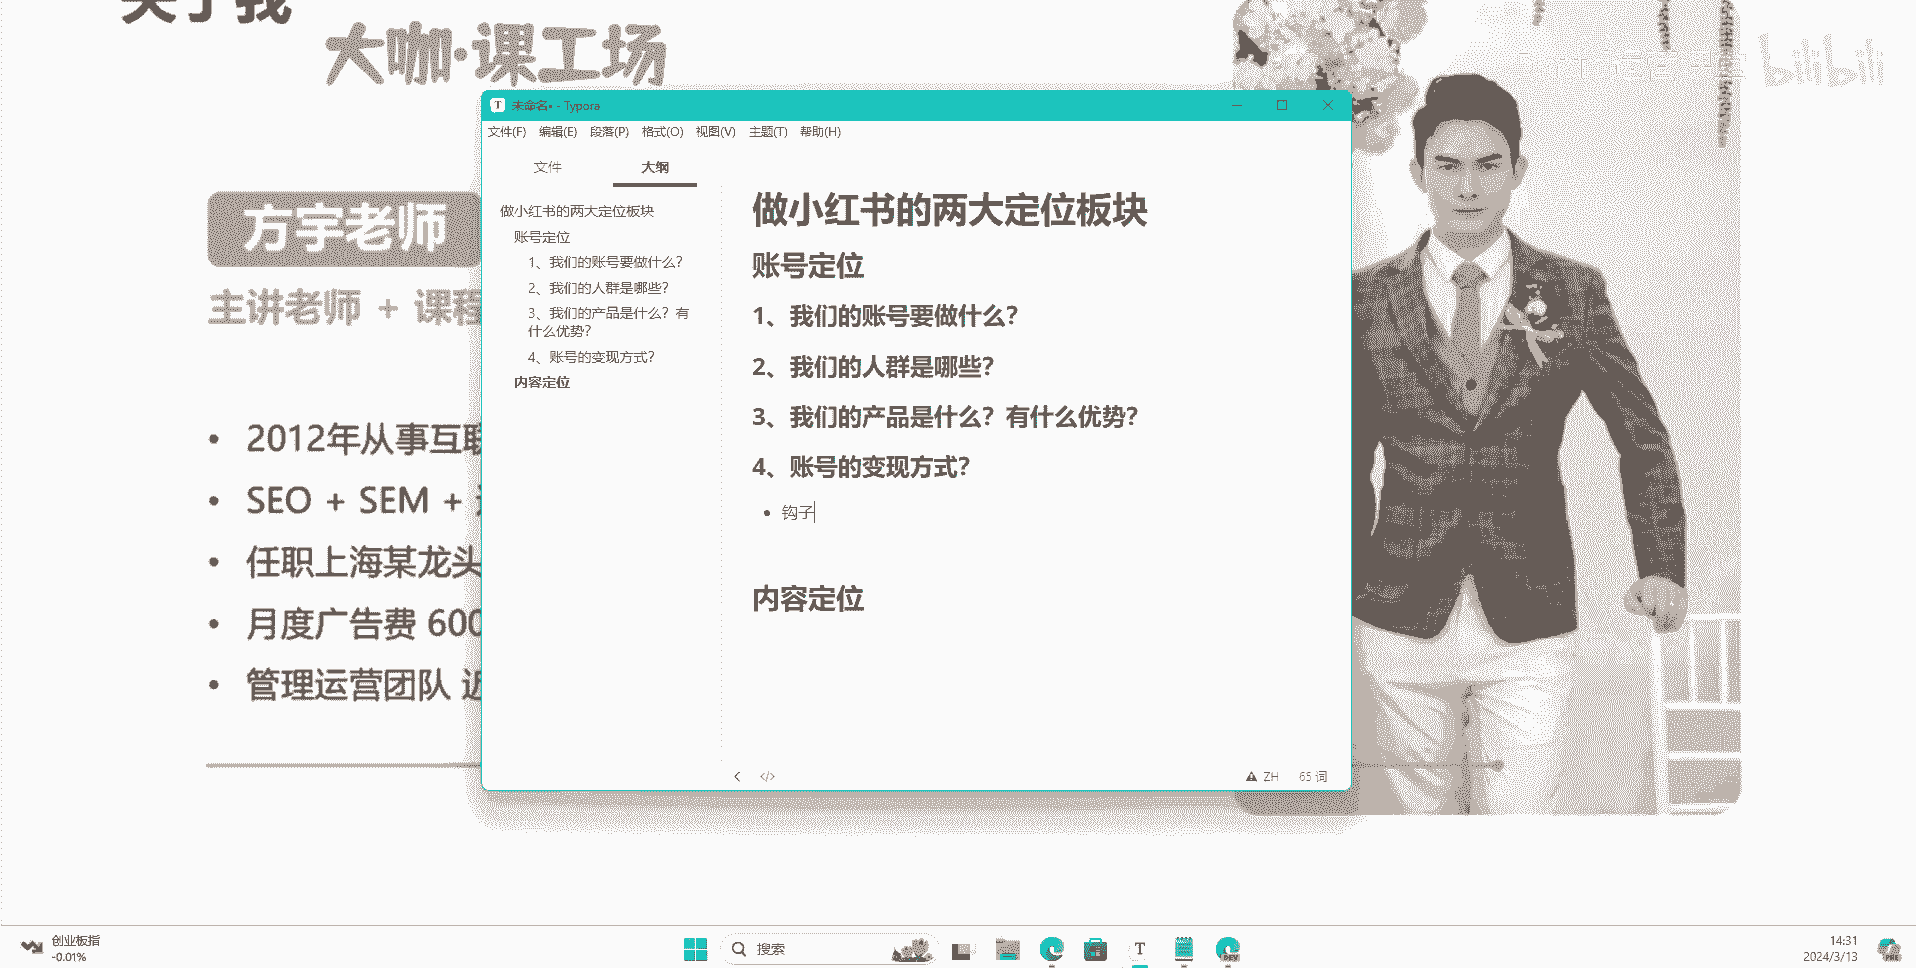 关于我
大咖·课工场
bilibili
方宇老师
主讲老师 + 课程
2012年从事互联
SEO + SEM +
任职上海某龙头
月度广告费 600
管理运营团队 近
未命名• - Typora
文件(F) 编辑(E) 段落(P) 格式(O) 视图(V) 主题(T) 帮助(H)
文件 大纲
做小红书的两大定位板块
账号定位
1、我们的账号要做什么？
2、我们的人群是哪些？
3、我们的产品是什么？有
什么优势？
4、账号的变现方式？
内容定位
做小红书的两大定位板块
账号定位
1、我们的账号要做什么？
2、我们的人群是哪些？
3、我们的产品是什么？有什么优势？
4、账号的变现方式？
• 钩子
内容定位
</> ZH 65 词
创业板指
-0.01%
搜索
T
DEV
14:31
2024/3/13
PRE